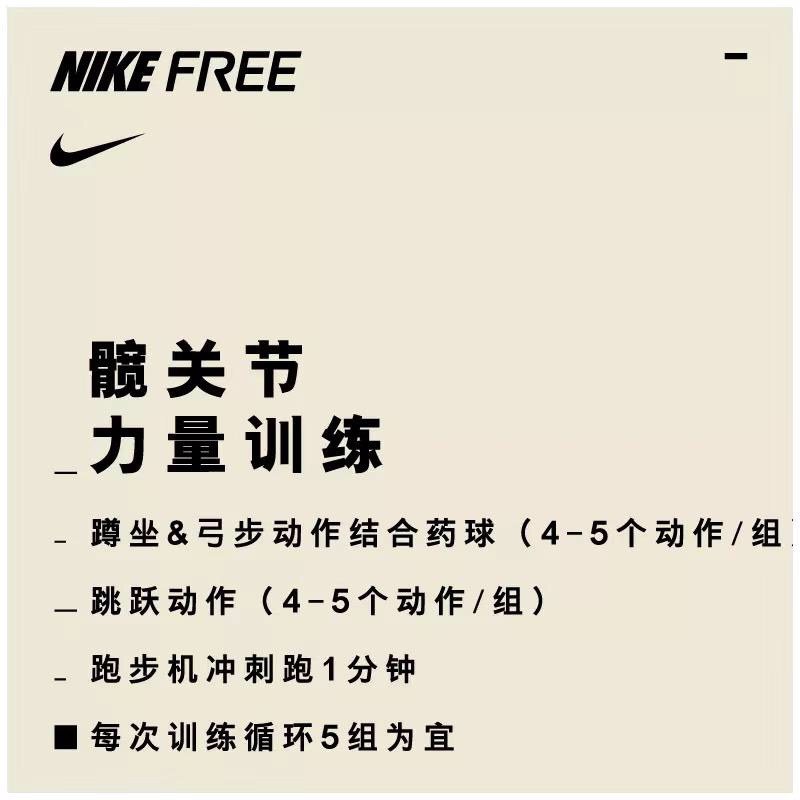 NIKE FREE
髋关节
力量训练
蹲坐&弓步动作结合药球（4-5个动作/组）
跳跃动作（4-5个动作/组）
跑步机冲刺跑1分钟
每次训练循环5组为宜